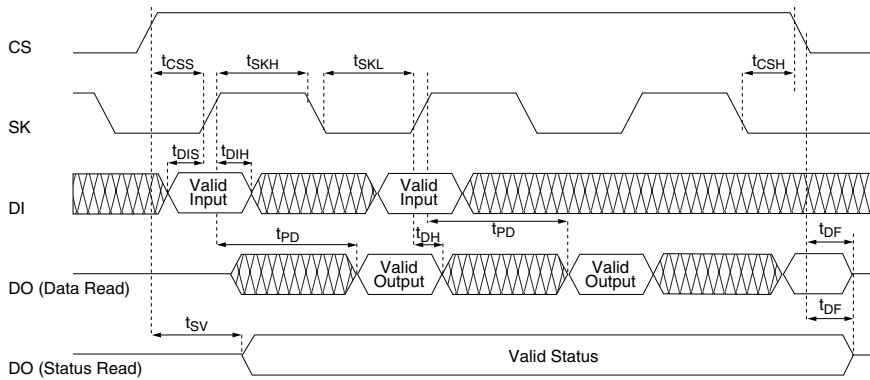 CS
tCSS
tSKH
tSKL
tCSH
SK
tDIS
tDIH
Valid
Input
Valid
Input
DI
tPD
tDH
tPD
tDF
Valid
Output
Valid
Output
DO (Data Read)
tDF
tSV
Valid Status
DO (Status Read)